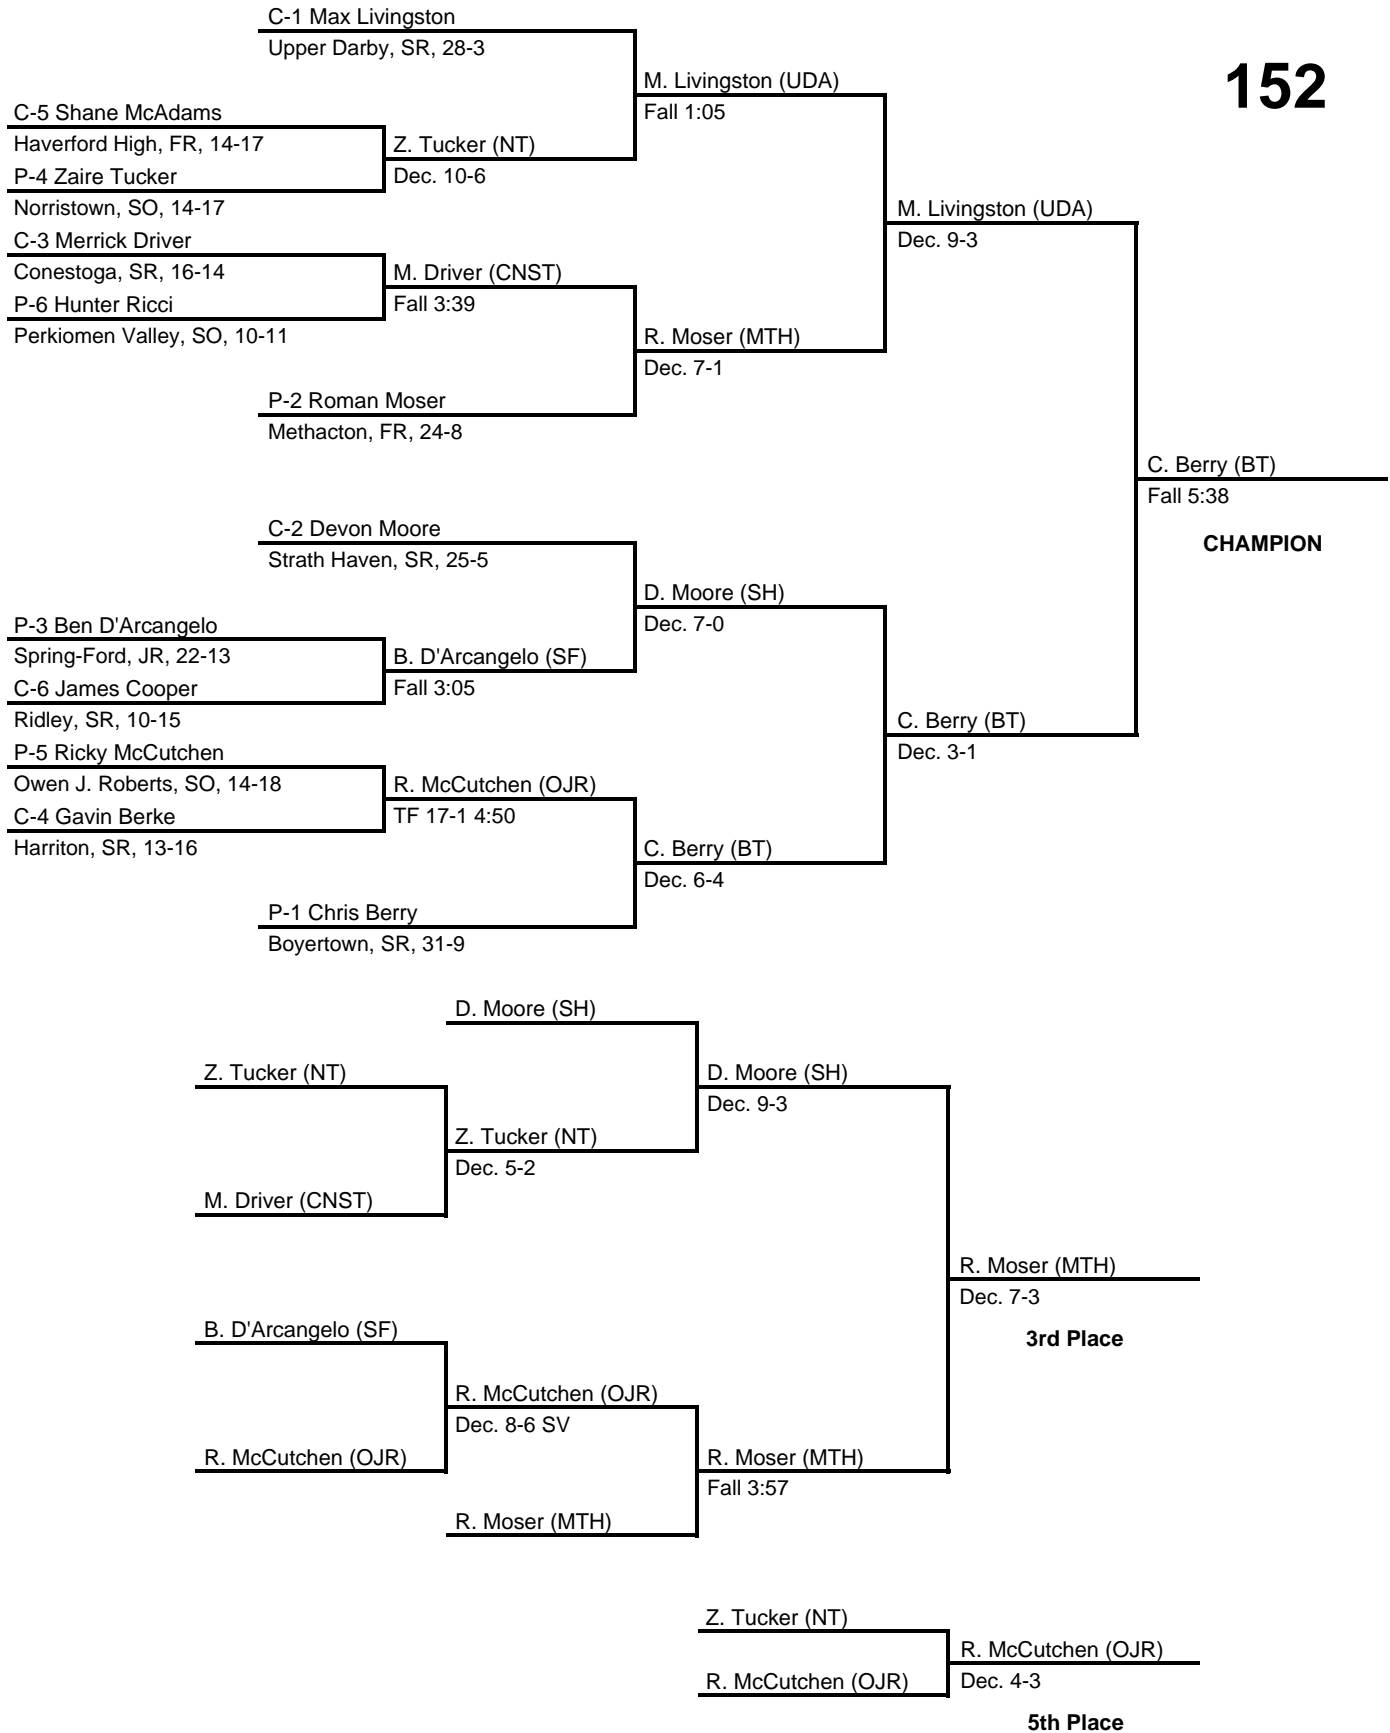 C-1 Max Livingston
Upper Darby, SR, 28-3
152
M. Livingston (UDA)
Fall 1:05
C-5 Shane McAdams
Haverford High, FR, 14-17
Z. Tucker (NT)
P-4 Zaire Tucker
Dec. 10-6
Norristown, SO, 14-17
M. Livingston (UDA)
C-3 Merrick Driver
Dec. 9-3
Conestoga, SR, 16-14
M. Driver (CNST)
P-6 Hunter Ricci
Fall 3:39
Perkiomen Valley, SO, 10-11
R. Moser (MTH)
Dec. 7-1
P-2 Roman Moser
Methacton, FR, 24-8
C. Berry (BT)
Fall 5:38
CHAMPION
C-2 Devon Moore
Strath Haven, SR, 25-5
D. Moore (SH)
Dec. 7-0
P-3 Ben D'Arcangelo
Spring-Ford, JR, 22-13
B. D'Arcangelo (SF)
C-6 James Cooper
Fall 3:05
Ridley, SR, 10-15
C. Berry (BT)
Dec. 3-1
P-5 Ricky McCutchen
Owen J. Roberts, SO, 14-18
R. McCutchen (OJR)
C-4 Gavin Berke
TF 17-1 4:50
Harriton, SR, 13-16
C. Berry (BT)
Dec. 6-4
P-1 Chris Berry
Boyertown, SR, 31-9
D. Moore (SH)
Z. Tucker (NT)
D. Moore (SH)
Dec. 9-3
Z. Tucker (NT)
Dec. 5-2
M. Driver (CNST)
R. Moser (MTH)
Dec. 7-3
3rd Place
B. D'Arcangelo (SF)
R. McCutchen (OJR)
Dec. 8-6 SV
R. McCutchen (OJR)
R. Moser (MTH)
Fall 3:57
R. Moser (MTH)
Z. Tucker (NT)
R. McCutchen (OJR)
R. McCutchen (OJR)
Dec. 4-3
5th Place